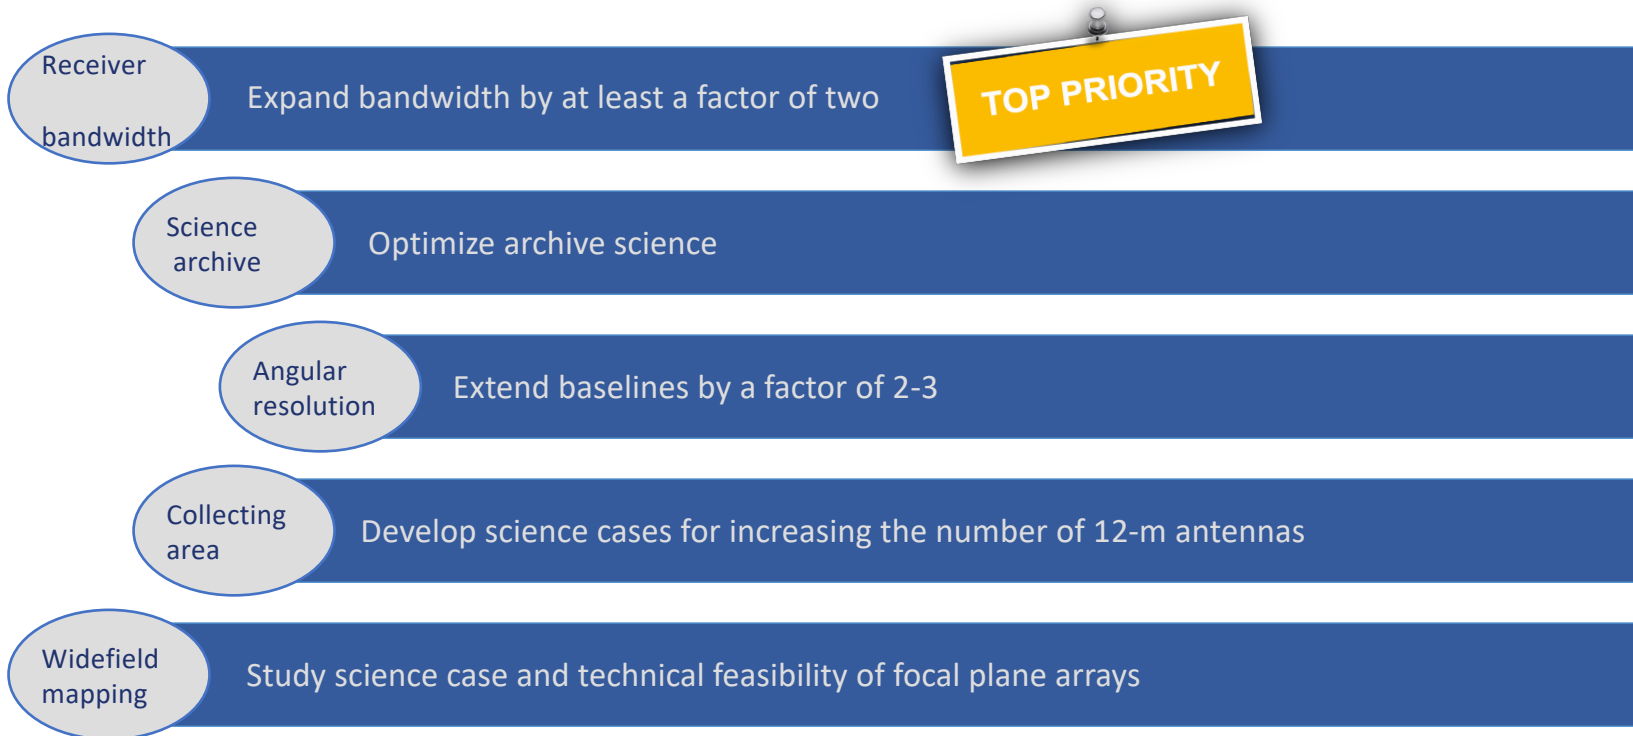 Receiver
bandwidth
Expand bandwidth by at least a factor of two
TOP PRIORITY
Science
archive
Optimize archive science
Angular
resolution
Extend baselines by a factor of 2-3
Collecting
area
Develop science cases for increasing the number of 12-m antennas
Widefield
mapping
Study science case and technical feasibility of focal plane arrays